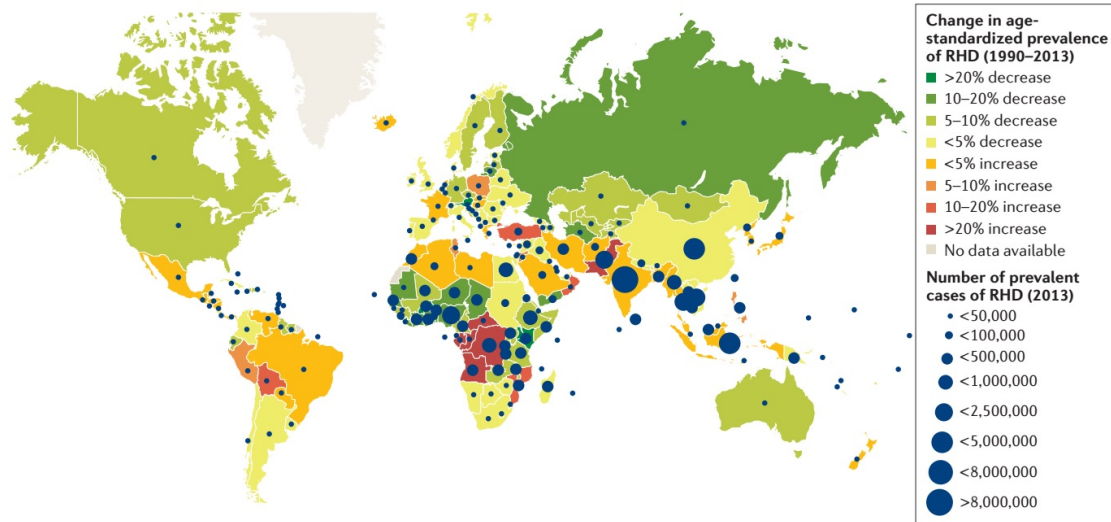 Change in age-
standardized prevalence
of RHD (1990–2013)
>20% decrease
10–20% decrease
5–10% decrease
<5% decrease
<5% increase
5–10% increase
10–20% increase
>20% increase
No data available
Number of prevalent
cases of RHD (2013)
<50,000
<100,000
<500,000
<1,000,000
<2,500,000
<5,000,000
<8,000,000
>8,000,000